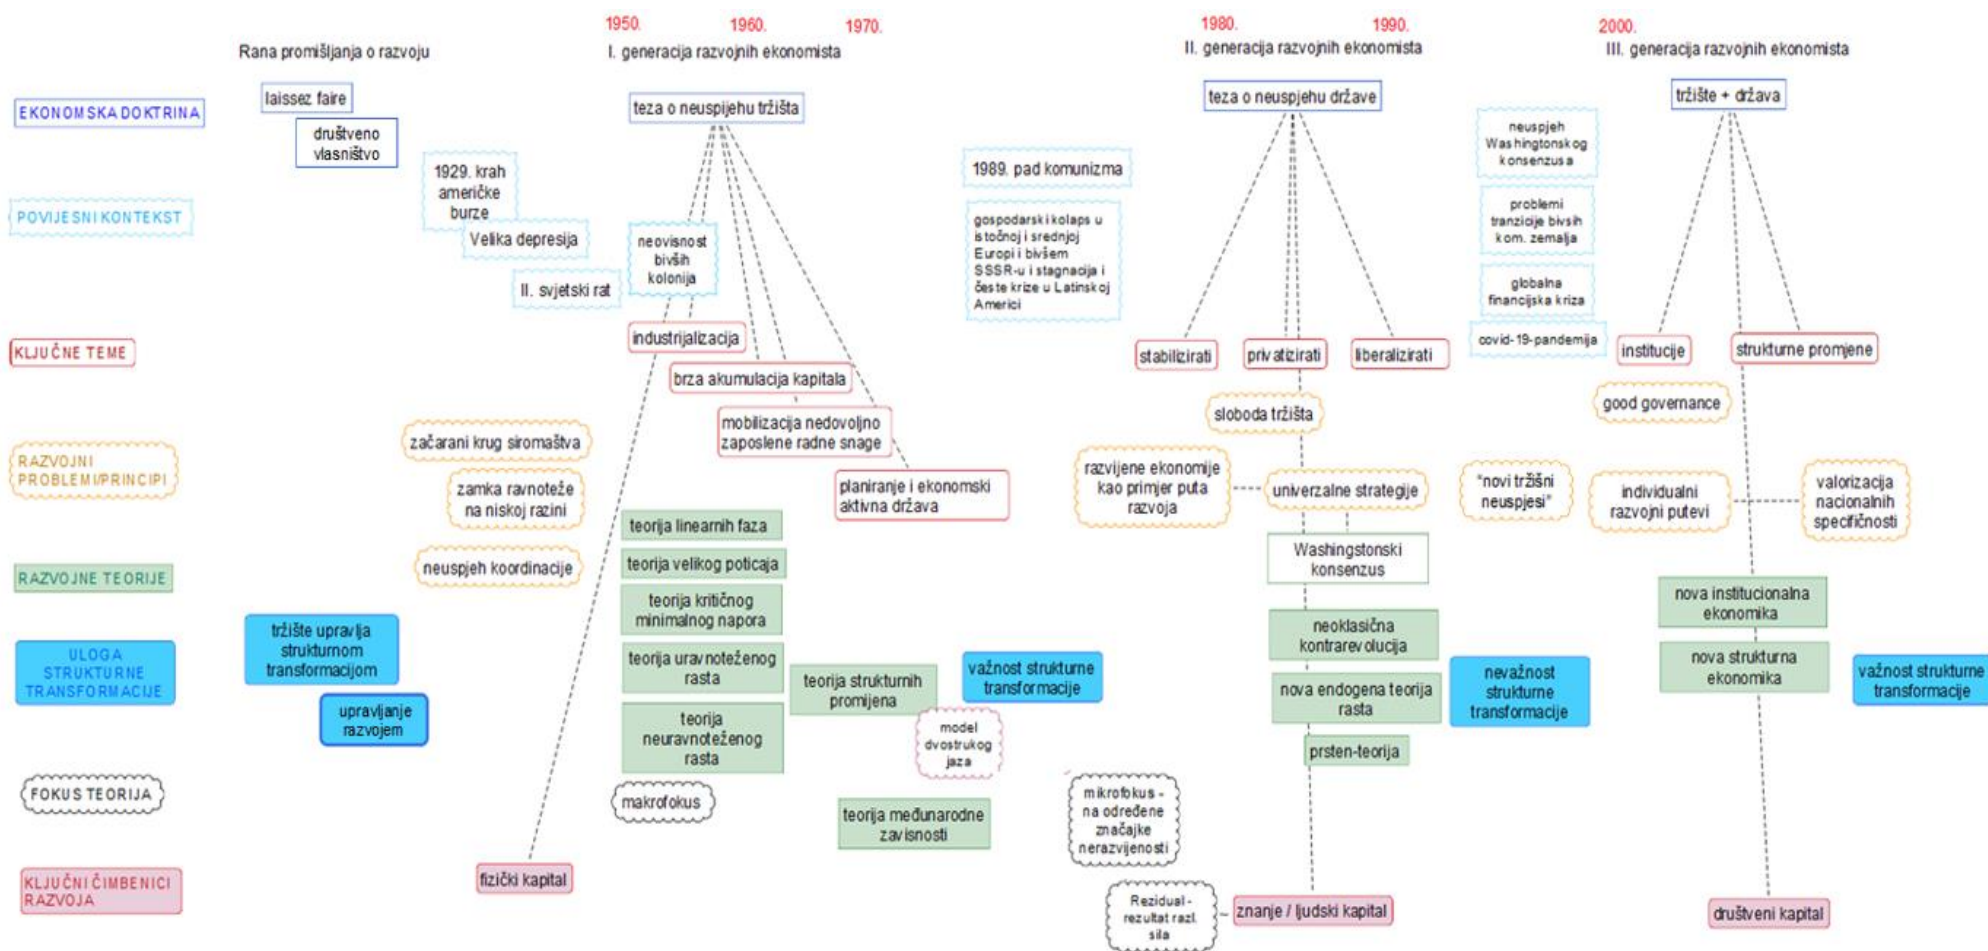 1950.
1960.
1970.
1980.
1990.
2000.
Rana promišljanja o razvoju
I. generacija razvojnih ekonomista
II. generacija razvojnih ekonomista
III. generacija razvojnih ekonomista
EKONOMSKA DOKTRINA
laissez faire
društveno
vlasništvo
teza o neuspijehu tržišta
teza o neuspjehu države
tržište + država
POVIJESNI KONTEKST
1929. krah
američke
burze
Velika depresija
II. svjetski rat
neovisnost
bivših
kolonija
1989. pad komunizma
gospodarski kolaps u
istočnoj i srednjoj
Europi i bivšem
SSSR-u i stagnacija i
česte krize u Latinskoj
Americi
neuspjeh
Washingtonskog
konsenzusa
problemi
tranzicije bivsih
kom. zemalja
globalna
financijska kriza
covid-19-pandemija
KLJUČNE TEME
industrijalizacija
brza akumulacija kapitala
mobilizacija nedovoljno
zaposlene radne snage
planiranje i ekonomski
aktivna država
stabilizirati
privatizirati
liberalizirati
institucije
strukturne promjene
RAZVOJNI
PROBLEMI/PRINCIPI
začarani krug siromaštva
zamka ravnoteže
na niskoj razini
neuspjeh koordinacije
sloboda tržišta
razvijene ekonomije
kao primjer puta
razvoja
univerzalne strategije
"novi tržišni
neuspjesi"
good governance
individualni
razvojni putevi
valorizacija
nacionalnih
specifičnosti
RAZVOJNE TEORIJE
teorija linearnih faza
teorija velikog poticaja
teorija kritičnog
minimalnog napora
teorija uravnoteženog
rasta
teorija
neuravnoteženog
rasta
teorija strukturnih
promijena
model
dvostrukog
jaza
teorija međunarodne
zavisnosti
Washingstonski
konsenzus
neoklasična
kontrarevolucija
nova endogena teorija
rasta
prsten-teorija
nova institucionalna
ekonomika
nova strukturna
ekonomika
ULOGA
STRUKTURNE
TRANSFORMACIJE
tržište upravlja
strukturnom
transformacijom
upravljanje
razvojem
važnost strukturne
transformacije
nevažnost
strukturne
transformacije
važnost strukturne
transformacije
FOKUS TEORIJA
makrofokus
mikrofokus -
na određene
značajke
nerazvijenosti
Rezidual -
rezultat razl.
sila
KLJUČNI ČIMBENICI
RAZVOJA
fizički kapital
znanje / ljudski kapital
društveni kapital